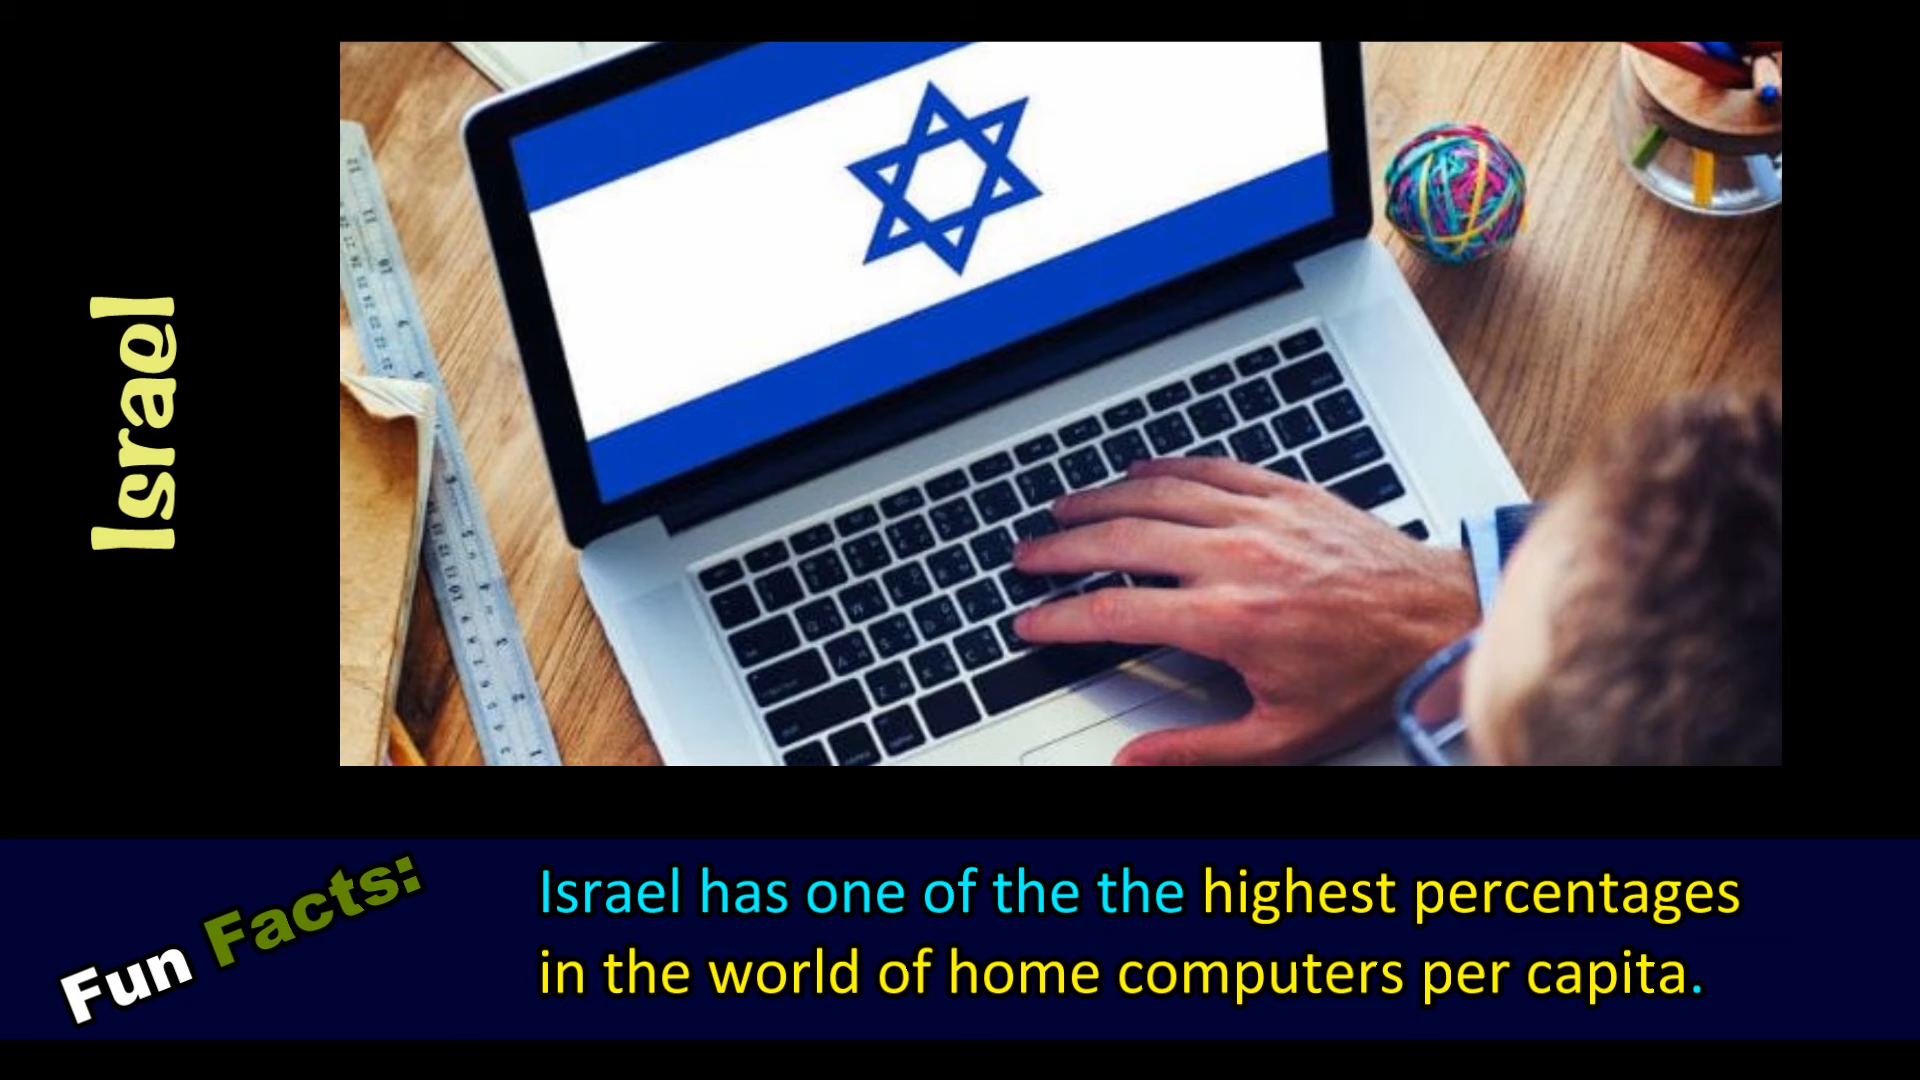 Israel
Fun Facts:
Israel has one of the the highest percentages
in the world of home computers per capita.